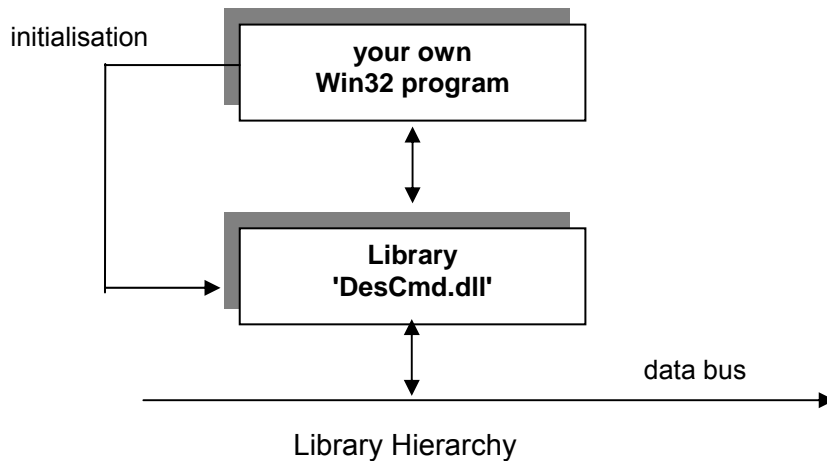 initialisation
your own
Win32 program
Library
'DesCmd.dll'
data bus
Library Hierarchy